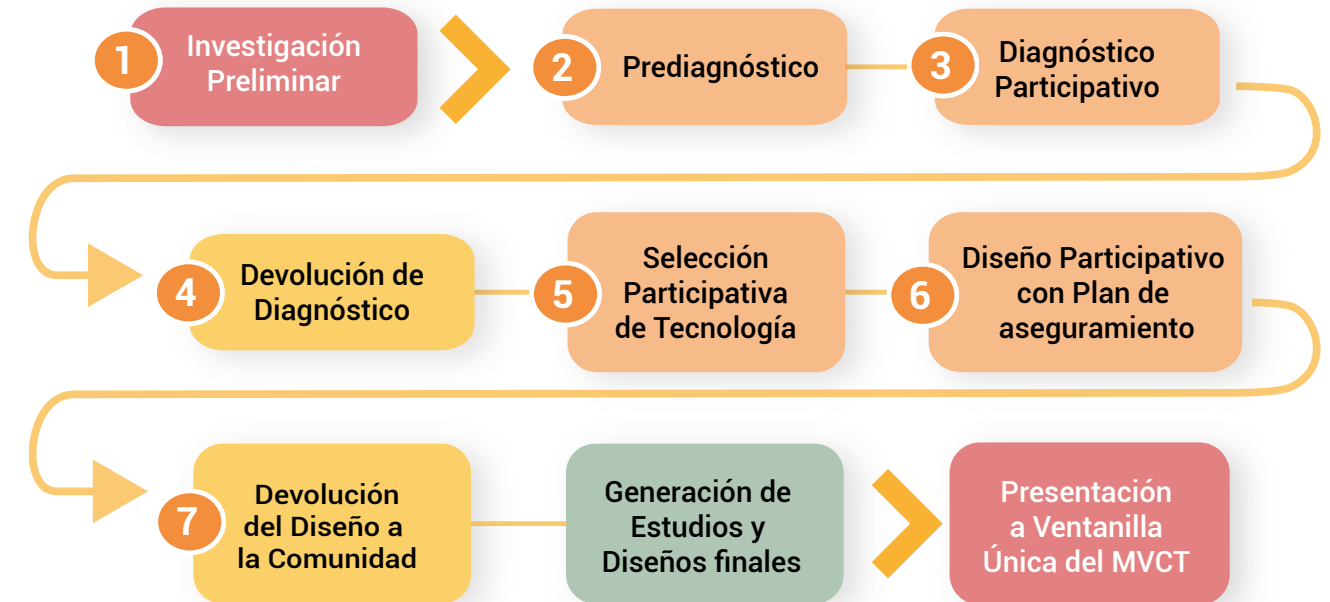 1
Investigación
Preliminar
2
Prediagnóstico
3
Diagnóstico
Participativo
4
Devolución de
Diagnóstico
5
Selección
Participativa
de Tecnología
6
Diseño Participativo
con Plan de
aseguramiento
7
Devolución
del Diseño a
la Comunidad
Generación de
Estudios y
Diseños finales
Presentación
a Ventanilla
Única del MVCT